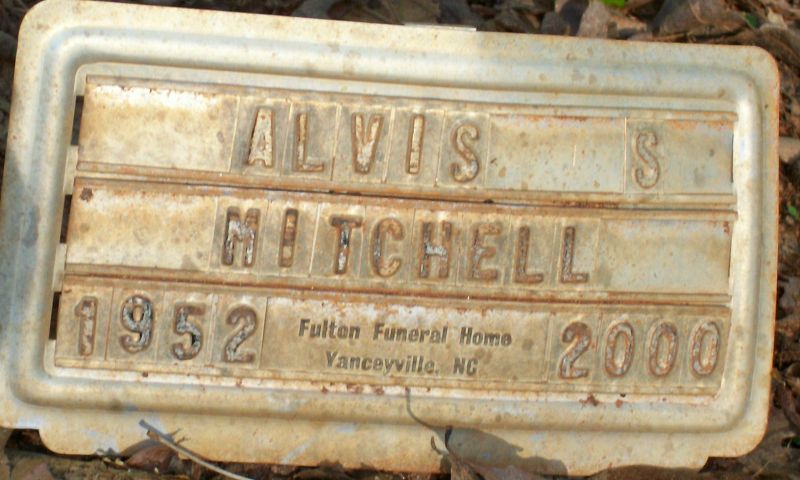 ALVIS S
MITCHELL
1952 Fulton Funeral Home 2000
Yanceyville, NC